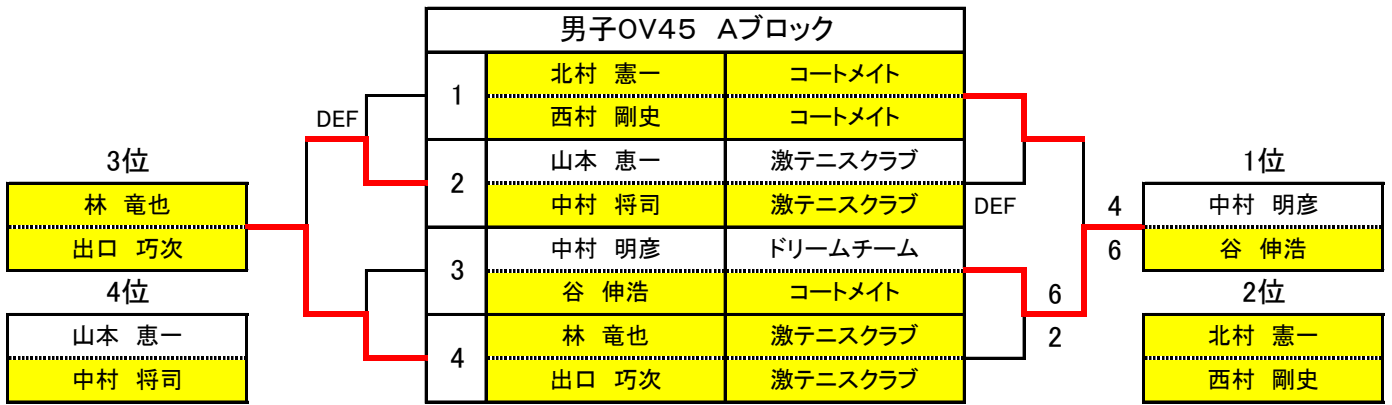 男子OV45 Aブロック
1 北村 憲一 コートメイト
西村 剛史 コートメイト
2 山本 恵一 激テニスクラブ
中村 将司 激テニスクラブ
3 中村 明彦 ドリームチーム
谷 伸浩 コートメイト
4 林 竜也 激テニスクラブ
出口 巧次 激テニスクラブ
DEF
3位
林 竜也
出口 巧次
4位
山本 恵一
中村 将司
DEF
6
2
4
6
1位
中村 明彦
谷 伸浩
2位
北村 憲一
西村 剛史